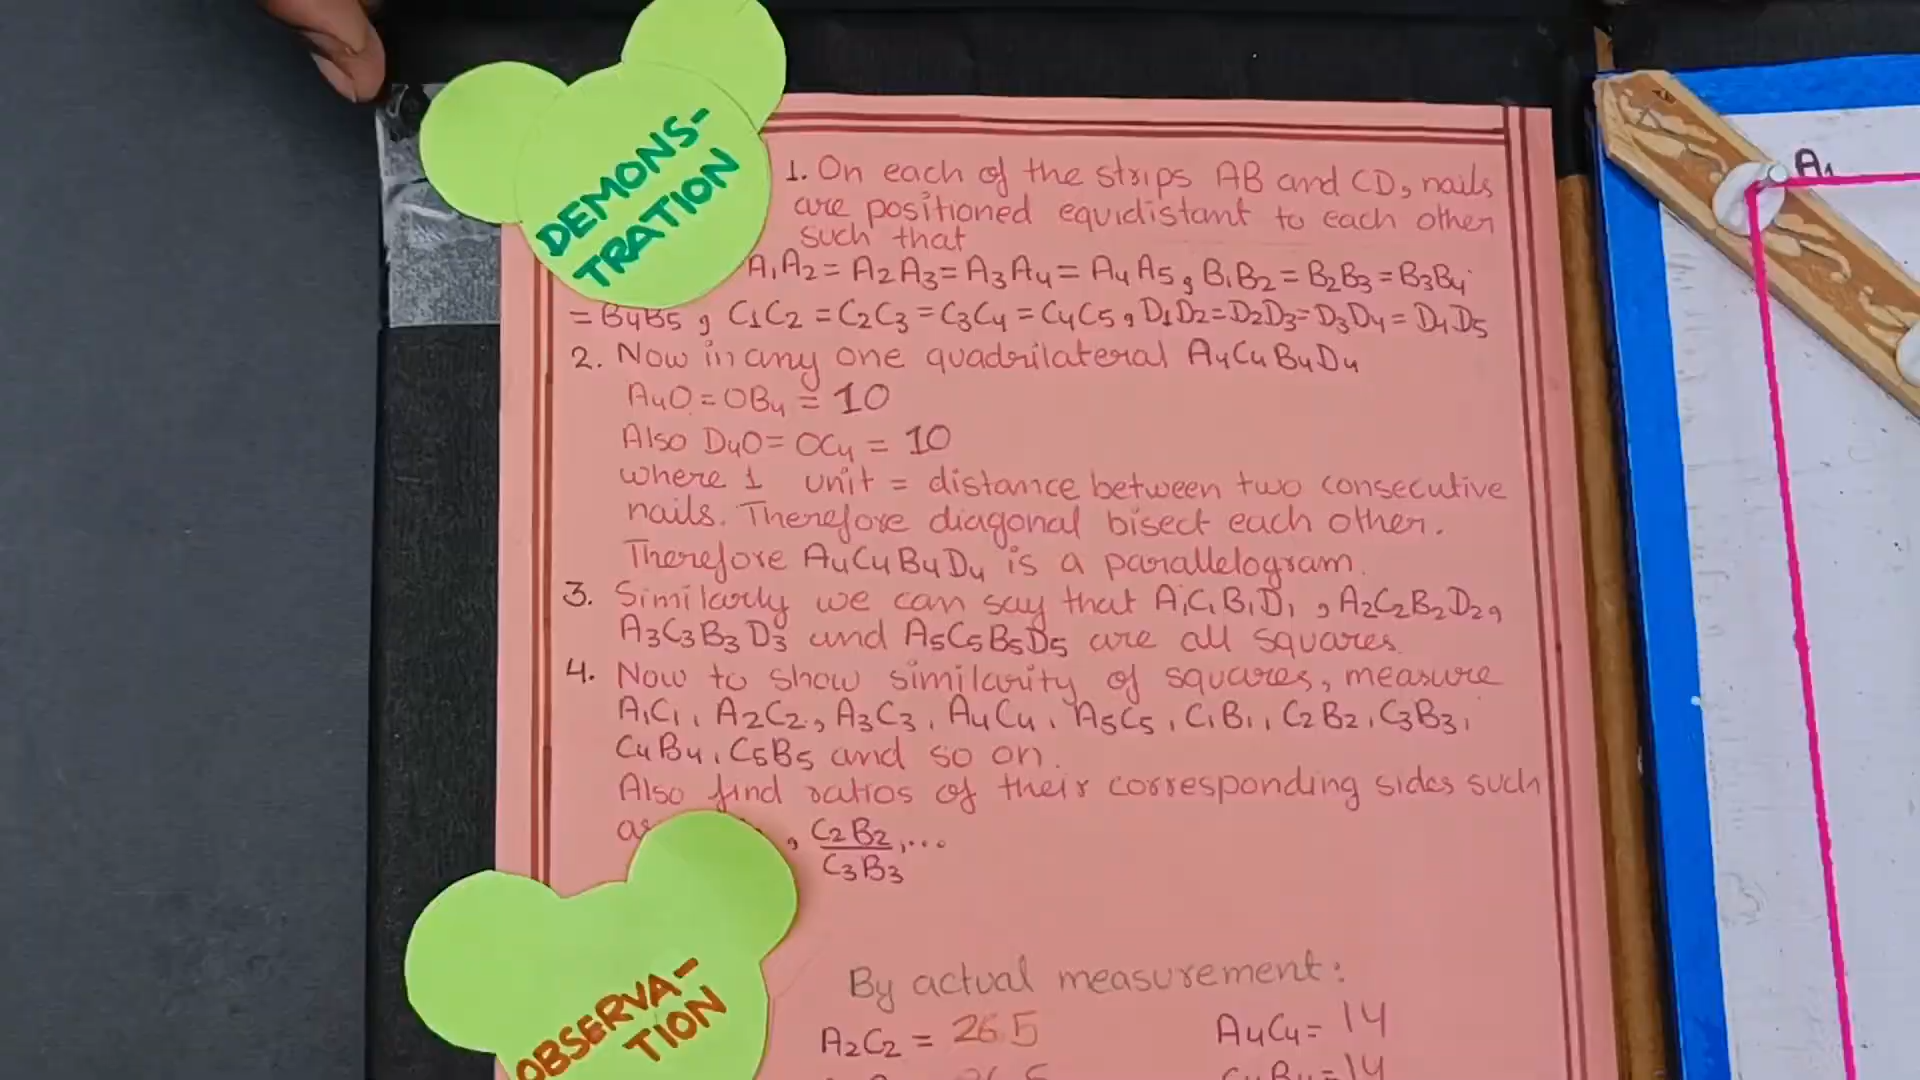 DEMONS-
TRATION
1. On each of the strips AB and CD, nails
are positioned equidistant to each other
such that
A1A2 = A2A3 = A3A4 = A4A5, B1B2 = B2B3 = B3B4
= B4B5, C1C2 = C2C3 = C3C4 = C4C5, D1D2 = D2D3 = D3D4 = D4D5
2. Now in any one quadrilateral A4C4B4D4
A4O = OB4 = 10
Also D4O = OC4 = 10
where 1 unit = distance between two consecutive
nails. Therefore diagonal bisect each other.
Therefore A4C4B4D4 is a parallelogram.
3. Similarly we can say that A1C1B1D1, A2C2B2D2,
A3C3B3D3 and A5C5B5D5 are all squares.
4. Now to show similarity of squares, measure
A1C1, A2C2, A3C3, A4C4, A5C5, C1B1, C2B2, C3B3,
C4B4, C5B5 and so on.
Also find ratios of their corresponding sides such
as , C2B2 , ...
C3B3
OBSERVA-
TION
By actual measurement:
A2C2 = 26.5 A4C4 = 14
C4B4 = 14
A1